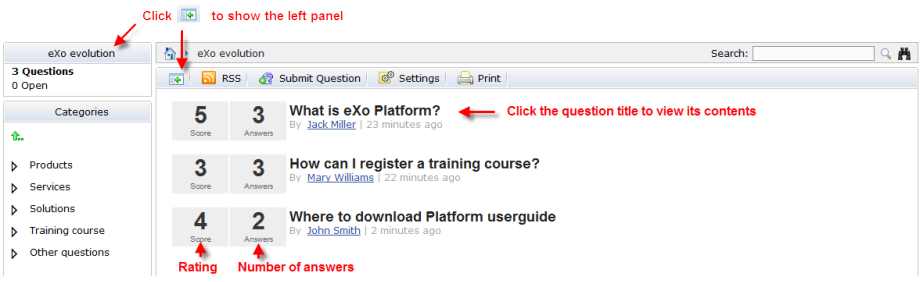 Click to show the left panel
eXo evolution
3 Questions
0 Open
Categories
Products
Services
Solutions
Training course
Other questions
eXo evolution Search:
RSS Submit Question Settings Print
5 3 What is eXo Platform? Click the question title to view its contents
Score Answers By Jack Miller | 23 minutes ago
3 3 How can I register a training course?
Score Answers By Mary Williams | 22 minutes ago
4 2 Where to download Platform userguide
Score Answers By John Smith | 2 minutes ago
Rating Number of answers